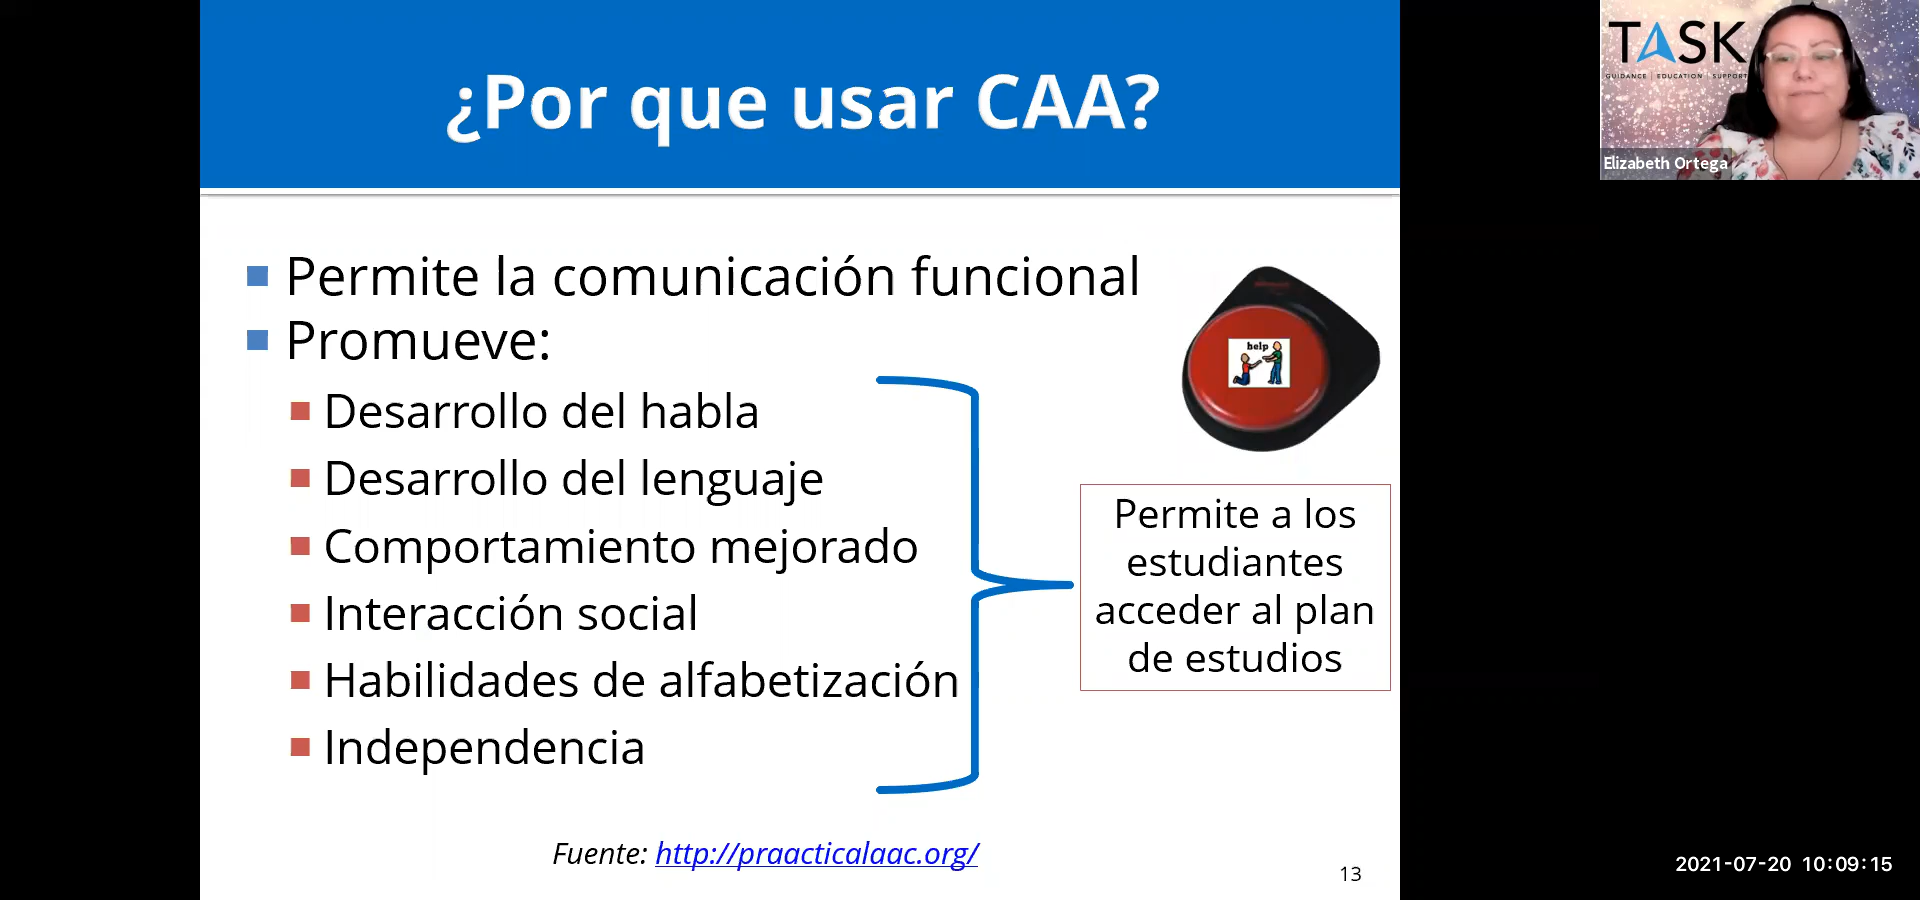 ¿Por que usar CAA?
Permite la comunicación funcional
Promueve:
Desarrollo del habla
Desarrollo del lenguaje
Comportamiento mejorado
Interacción social
Habilidades de alfabetización
Independencia
help
Permite a los
estudiantes
acceder al plan
de estudios
Fuente: http://praacticalaac.org/
13
TASK
GUIDANCE | EDUCATION | SUPPORT
Elizabeth Ortega
2021-07-20 10:09:15